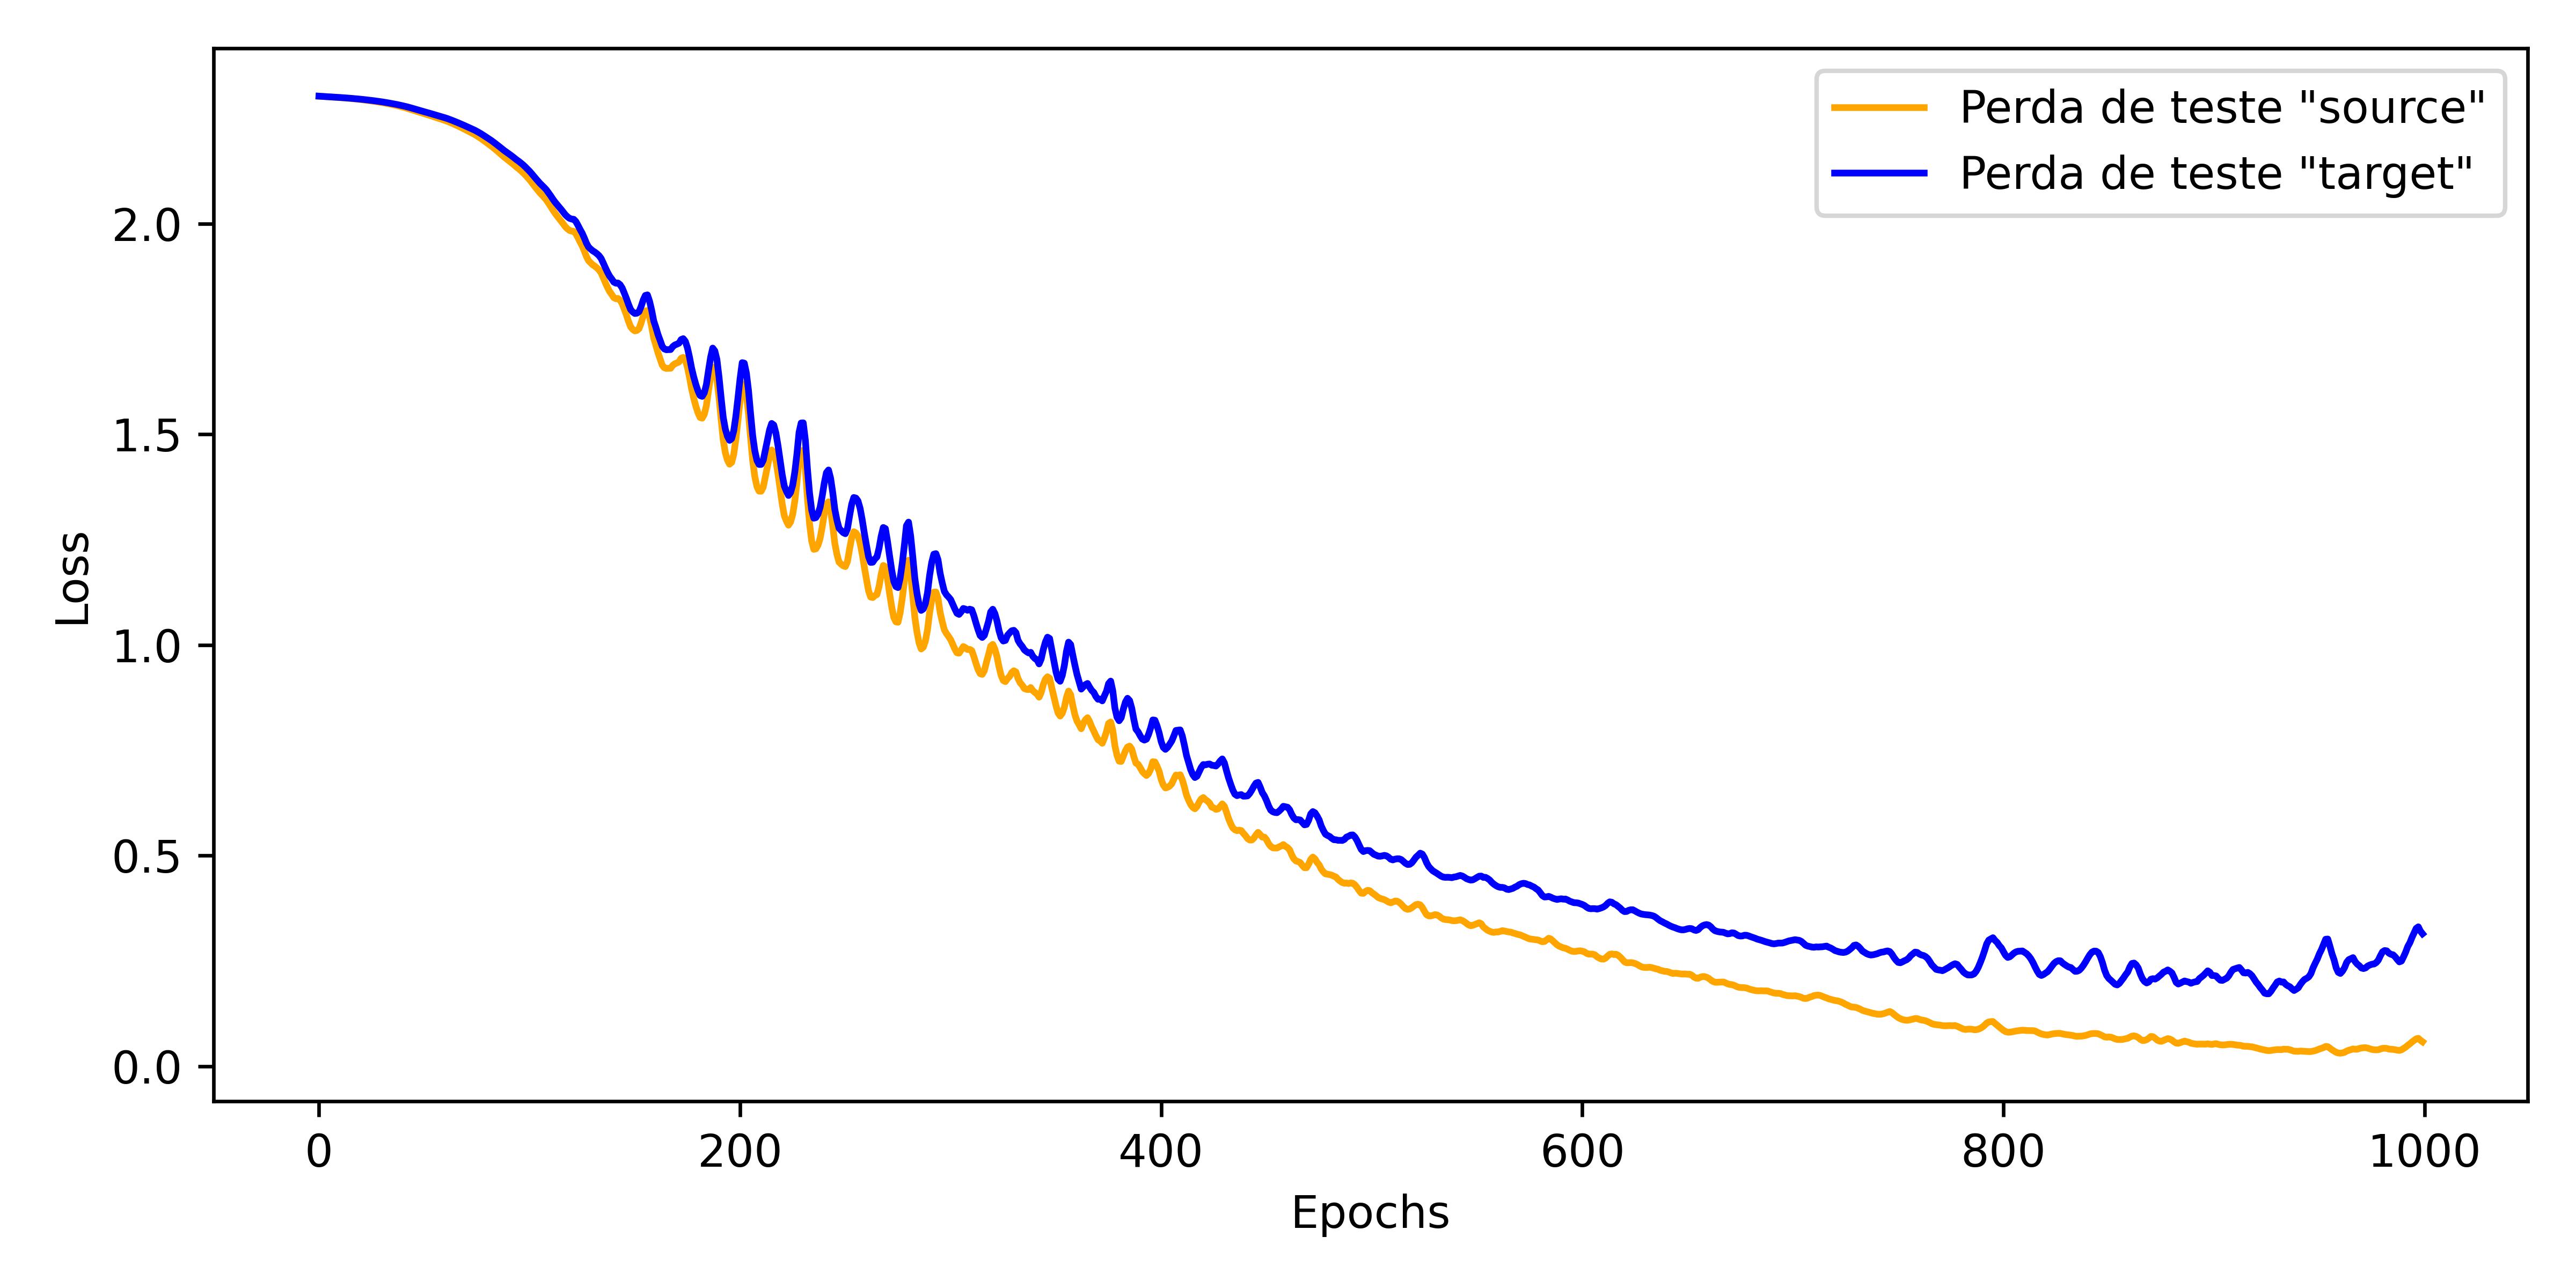 Perda de teste "source"
Perda de teste "target"
2.0
1.5
1.0
0.5
0.0
Loss
0 200 400 600 800 1000
Epochs